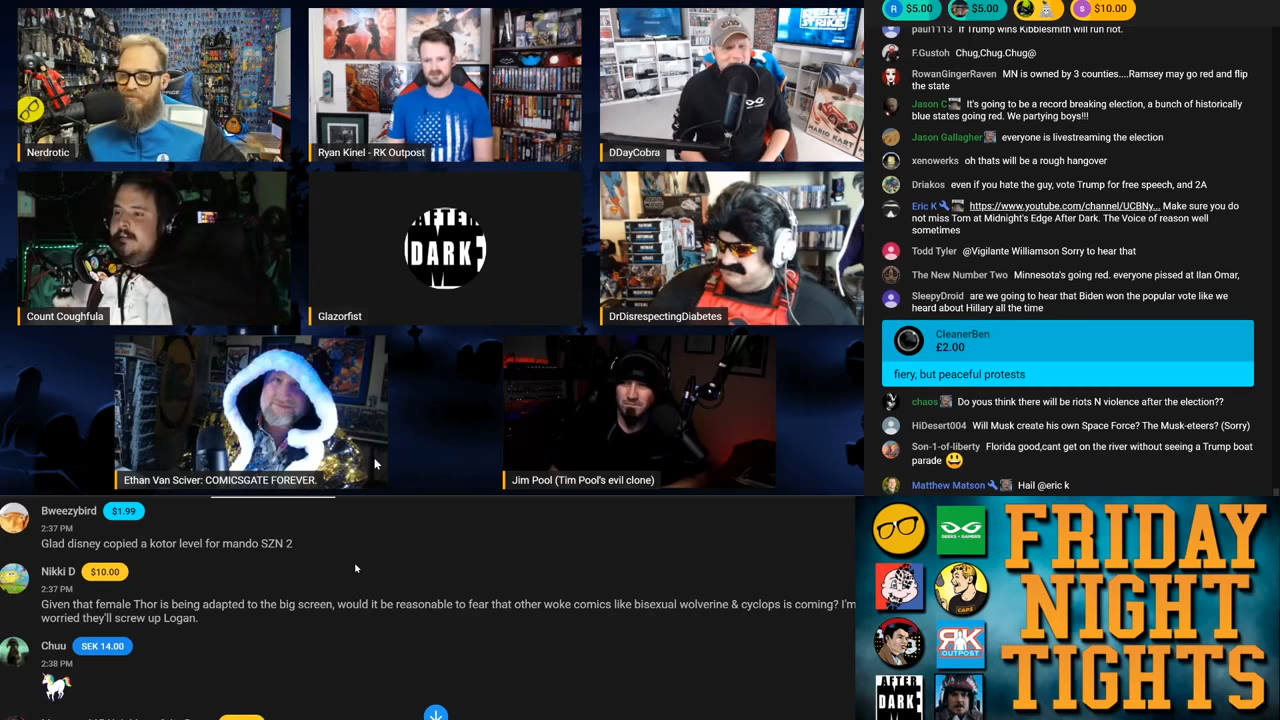 REBEL
STRIKE
MARIO KART
Nerdrotic
Ryan Kinel - RK Outpost
DDayCobra
AFTER
DARK
Count Coughfula
Glazorfist
DrDisrespectingDiabetes
Ethan Van Sciver: COMICSGATE FOREVER.
Jim Pool (Tim Pool's evil clone)
R $5.00
$5.00
S $10.00
paul1113 If Trump wins Kibblesmith will run riot.
F.Gustoh Chug,Chug.Chug@
RowanGingerRaven MN is owned by 3 counties....Ramsey may go red and flip
the state
Jason C It's going to be a record breaking election, a bunch of historically
blue states going red. We partying boys!!!
Jason Gallagher everyone is livestreaming the election
xenowerks oh thats will be a rough hangover
Driakos even if you hate the guy, vote Trump for free speech, and 2A
Eric K https://www.youtube.com/channel/UCBNy... Make sure you do
not miss Tom at Midnight's Edge After Dark. The Voice of reason well
sometimes
Todd Tyler @Vigilante Williamson Sorry to hear that
The New Number Two Minnesota's going red. everyone pissed at Ilan Omar,
SleepyDroid are we going to hear that Biden won the popular vote like we
heard about Hillary all the time
CleanerBen
£2.00
fiery, but peaceful protests
chaos Do yous think there will be riots N violence after the election??
HiDesert004 Will Musk create his own Space Force? The Musk-eteers? (Sorry)
Son-1-of-liberty Florida good,cant get on the river without seeing a Trump boat
parade 😃
Matthew Matson Hail @eric k
Bweezybird $1.99
2:37 PM
Glad disney copied a kotor level for mando SZN 2
Nikki D $10.00
2:37 PM
Given that female Thor is being adapted to the big screen, would it be reasonable to fear that other woke comics like bisexual wolverine & cyclops is coming? I'm
worried they'll screw up Logan.
Chuu SEK 14.00
2:38 PM
GEEKS + GAMERS
CAPS
RK
OUTPOST
AFTER
DARK
FRIDAY
NIGHT
TIGHTS